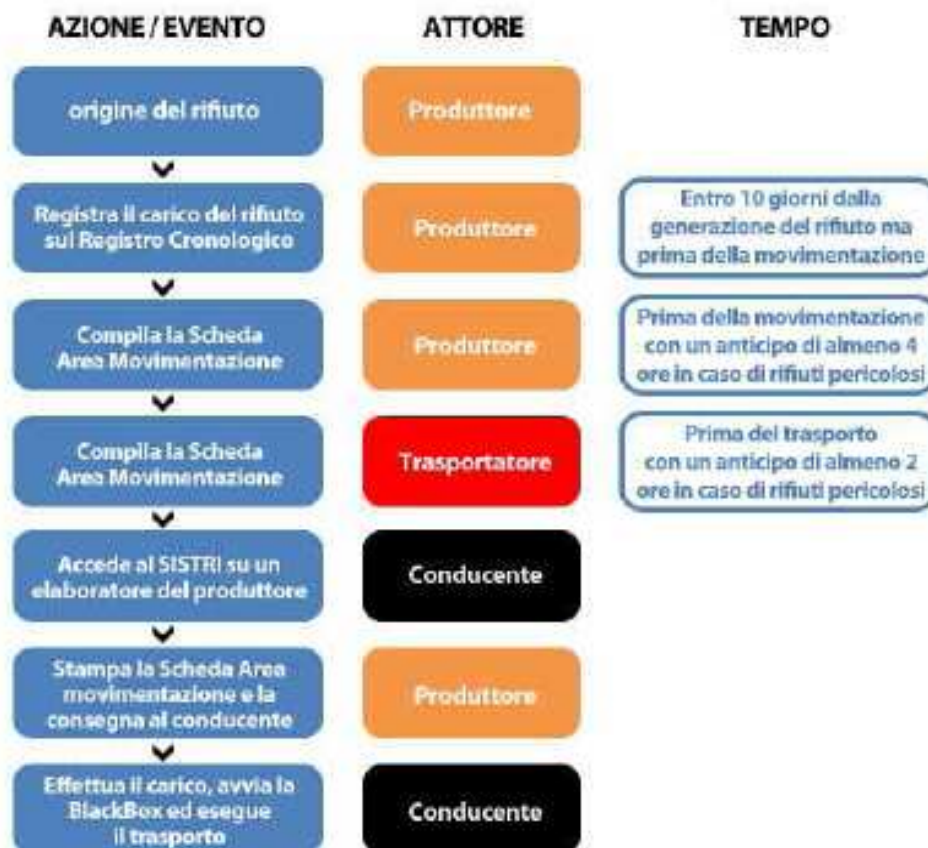 AZIONE / EVENTO ATTORE TEMPO
origine del rifiuto
Produttore
Registra il carico del rifiuto
sul Registro Cronologico
Produttore
Entro 10 giorni dalla
generazione del rifiuto ma
prima della movimentazione
Compila la Scheda
Area Movimentazione
Produttore
Prima della movimentazione
con un anticipo di almeno 4
ore in caso di rifiuti pericolosi
Compila la Scheda
Area Movimentazione
Trasportatore
Prima del trasporto
con un anticipo di almeno 2
ore in caso di rifiuti pericolosi
Accede al SISTRI su un
elaboratore del produttore
Conducente
Stampa la Scheda Area
movimentazione e la
consegna al conducente
Produttore
Effettua il carico, avvia la
BlackBox ed esegue
il trasporto
Conducente